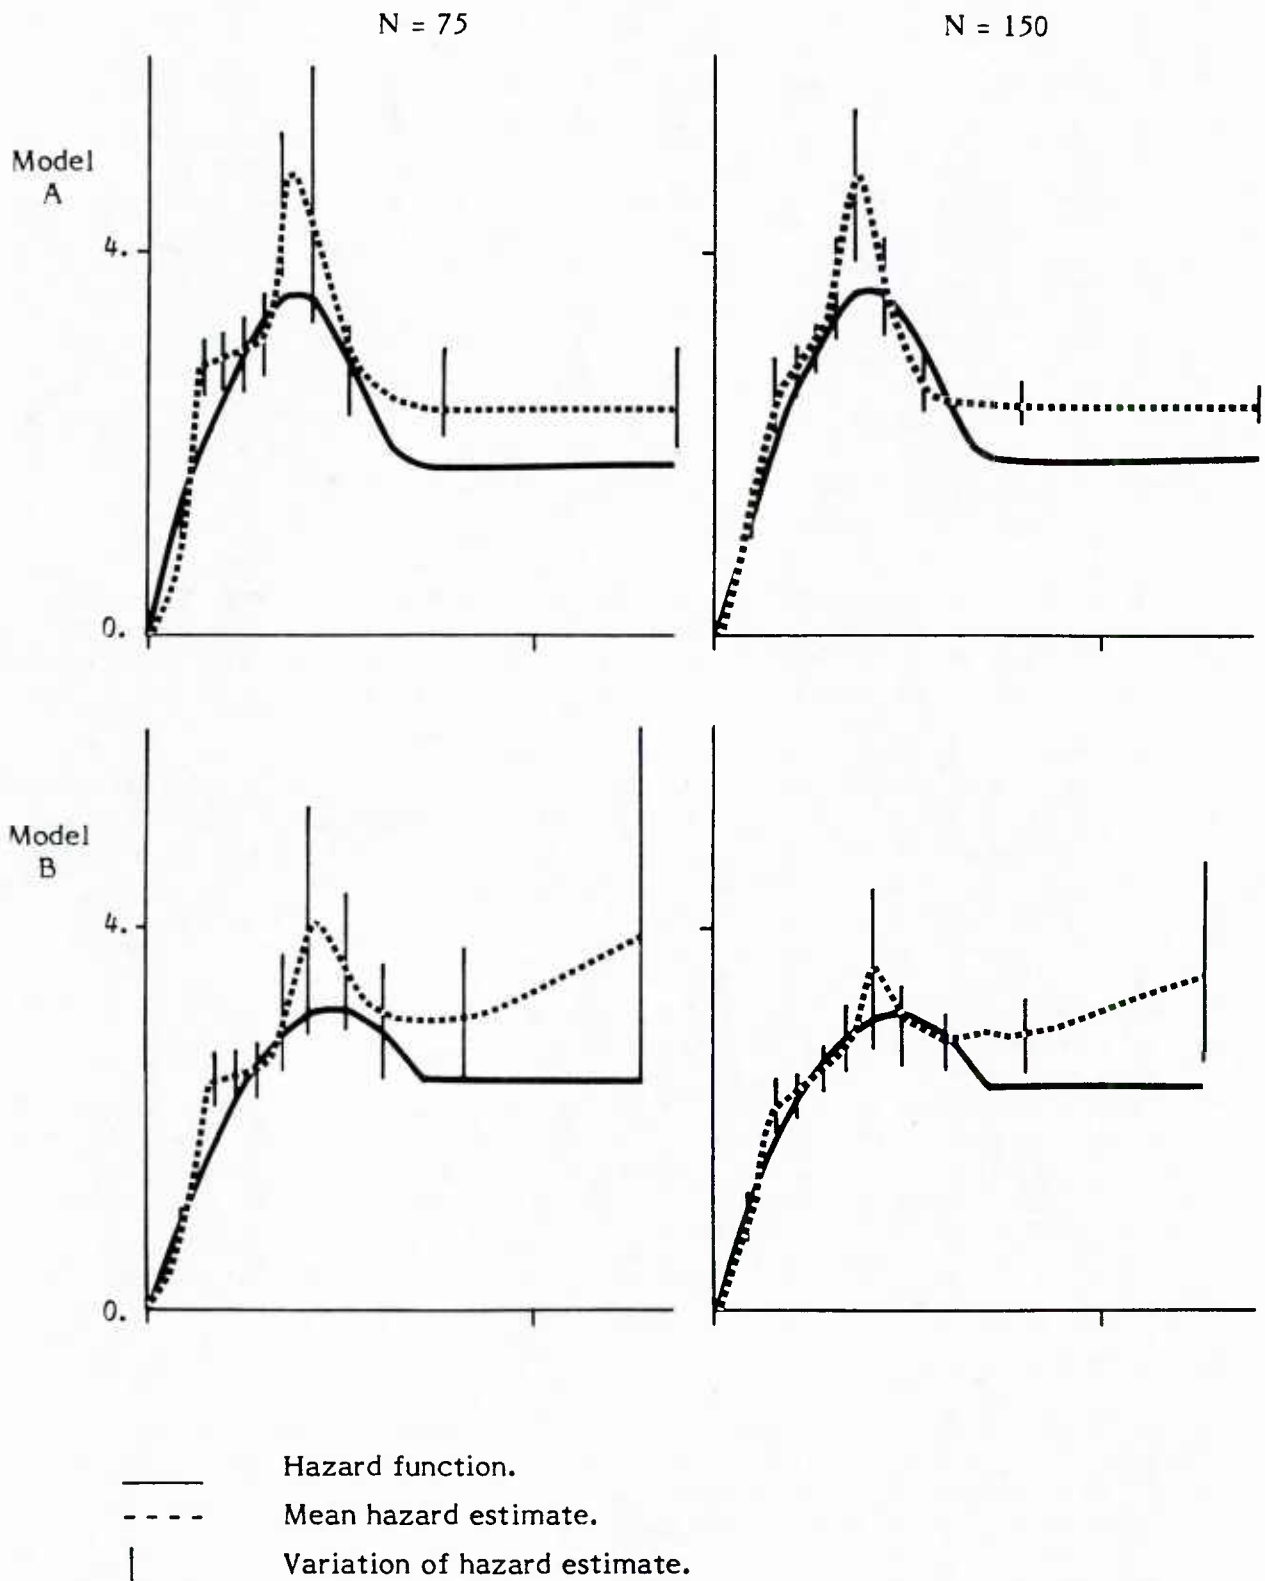 N = 75
N = 150
Model
A
4.
0.
Model
B
4.
0.
Hazard function.
Mean hazard estimate.
Variation of hazard estimate.